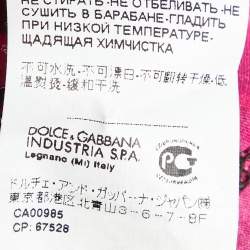 НЕ СТИРАТЬ-НЕ ОТБЕЛИВАТЬ-НЕ
СУШИТЬ В БАРАБАНЕ-ГЛАДИТЬ
ПРИ НИЗКОЙ ТЕМПЕРАТУРЕ-
ЩАДЯЩАЯ ХИМЧИСТКА
不可水洗-不可漂白-不可翻转干燥-低
溫熨烫-缓和干洗
DOLCE & GABBANA
INDUSTRIA S.P.A.
Legnano (MI) Italy
ドルチェ・アンド・ガッバーナ・ジャパン(株)
東京都港区北青山3-6-7-8F
CA00985
CP: 67528